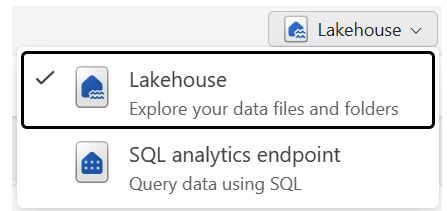 Lakehouse
Lakehouse
Explore your data files and folders
SQL analytics endpoint
Query data using SQL